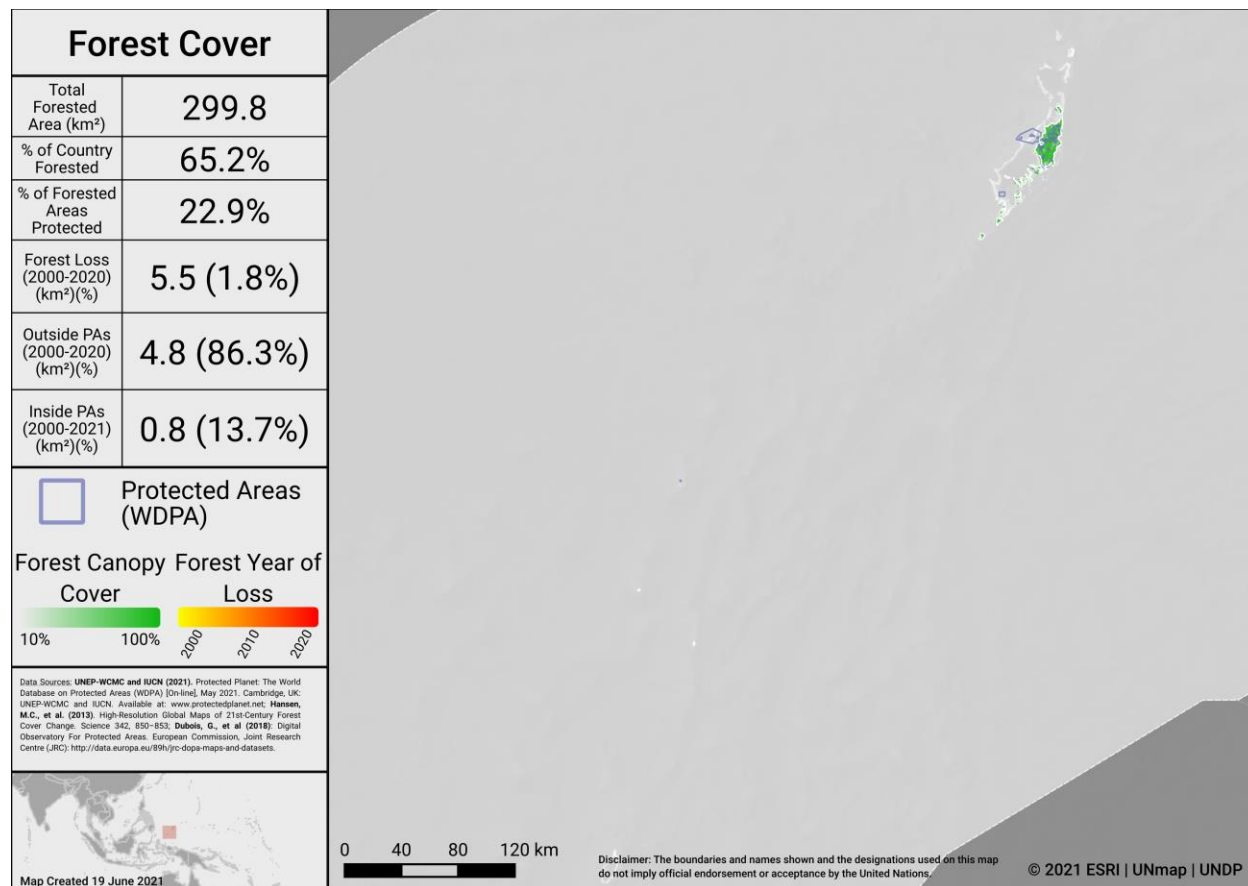 Forest Cover
Total
Forested
Area (km²)
299.8
% of Country
Forested
65.2%
% of Forested
Areas
Protected
22.9%
Forest Loss
(2000-2020)
(km²)(%)
5.5 (1.8%)
Outside PAs
(2000-2020)
(km²)(%)
4.8 (86.3%)
Inside PAs
(2000-2021)
(km²)(%)
0.8 (13.7%)
Protected Areas
(WDPA)
Forest Canopy
Cover
10%
100%
Forest Year of
Loss
2000
2010
2020
Data Sources: UNEP-WCMC and IUCN (2021). Protected Planet: The World
Database on Protected Areas (WDPA) [On-line], May 2021. Cambridge, UK:
UNEP-WCMC and IUCN. Available at: www.protectedplanet.net; Hansen,
M.C., et al. (2013). High-Resolution Global Maps of 21st-Century Forest
Cover Change. Science 342, 850–853; Dubois, G., et al (2018): Digital
Observatory For Protected Areas. European Commission, Joint Research
Centre (JRC): http://data.europa.eu/89h/jrc-dopa-maps-and-datasets.
Map Created 19 June 2021
0 40 80 120 km
Disclaimer: The boundaries and names shown and the designations used on this map
do not imply official endorsement or acceptance by the United Nations.
© 2021 ESRI | UNmap | UNDP